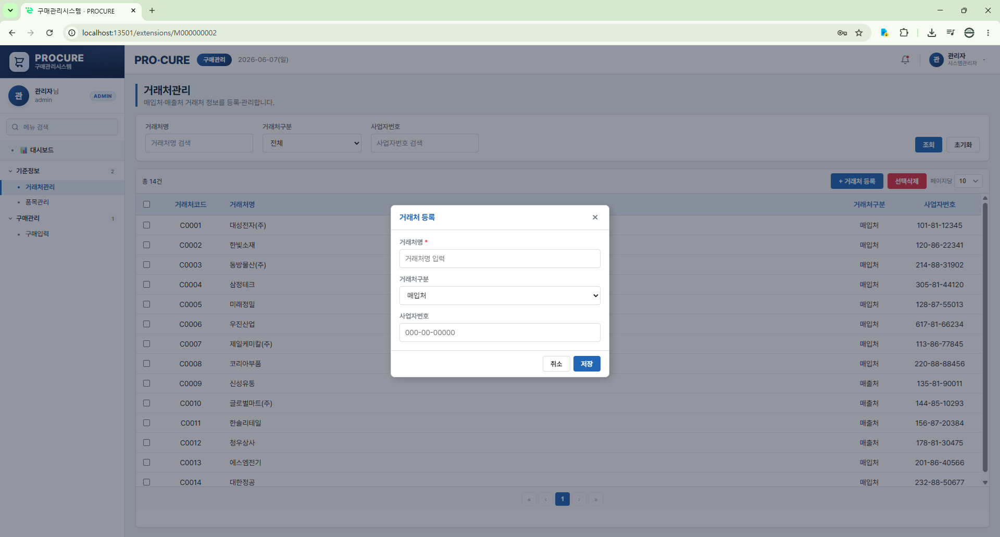 구매관리시스템 · PROCURE
localhost:13501/extensions/M000000002
PROCURE
구매관리시스템
관
관리자님
admin
ADMIN
메뉴 검색
대시보드
기준정보
2
거래처관리
품목관리
구매관리
1
구매입력
PRO·CURE
구매관리
2026-06-07(일)
관
관리자
시스템관리자
거래처관리
매입처·매출처 거래처 정보를 등록·관리합니다.
거래처명
거래처구분
사업자번호
거래처명 검색
전체
사업자번호 검색
조회
초기화
총 14건
+ 거래처 등록
선택삭제
페이지당
10
거래처코드 거래처명 거래처구분 사업자번호
C0001 대성전자(주) 매입처 101-81-12345
C0002 한빛소재 매입처 120-86-22341
C0003 동방물산(주) 매입처 214-88-31902
C0004 삼정테크 매입처 305-81-44120
C0005 미래정밀 매입처 128-87-55013
C0006 우진산업 매입처 617-81-66234
C0007 제일케미칼(주) 매입처 113-86-77845
C0008 코리아부품 매입처 220-88-88456
C0009 신성유통 매출처 135-81-90011
C0010 글로벌마트(주) 매출처 144-85-10293
C0011 한솔리테일 매출처 156-87-20384
C0012 청우상사 매출처 178-81-30475
C0013 에스엠전기 매입처 201-86-40566
C0014 대한정공 매입처 232-88-50677
« ‹ 1 › »
거래처 등록
거래처명 *
거래처명 입력
거래처구분
매입처
사업자번호
000-00-00000
취소
저장